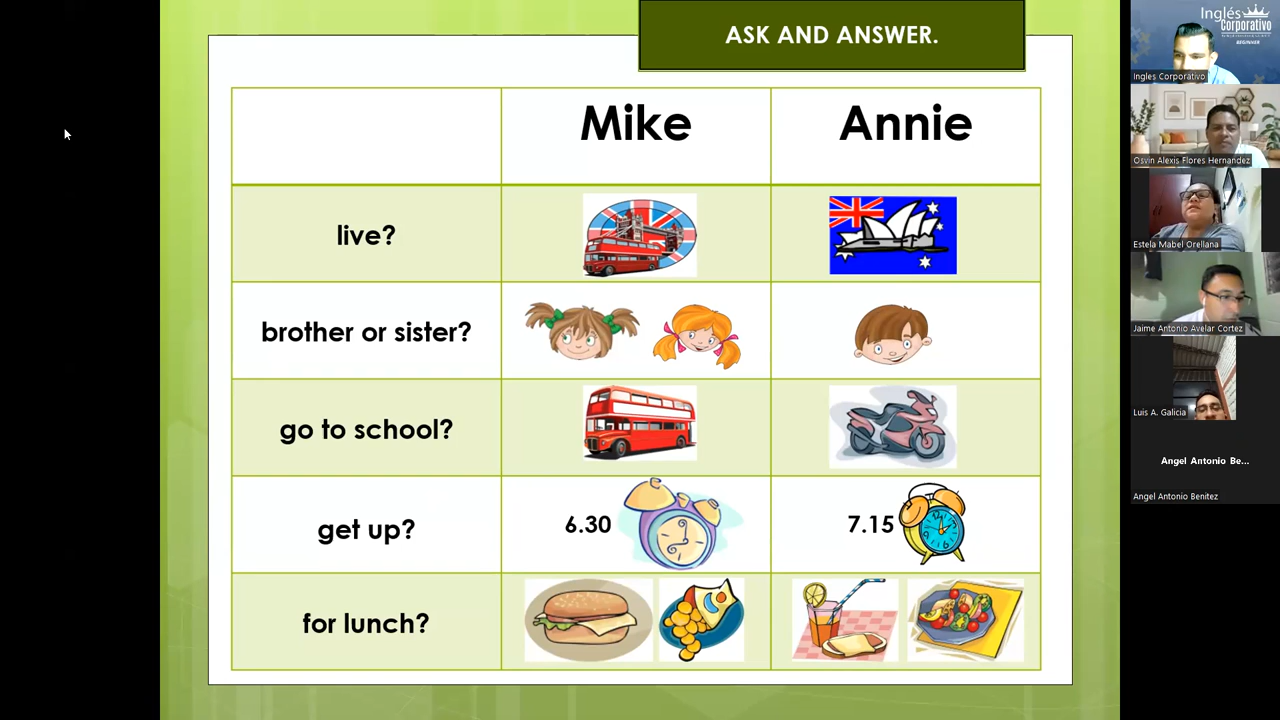 ASK AND ANSWER.
Mike
Annie
live?
brother or sister?
go to school?
get up?
6.30
7.15
for lunch?
Inglés
Corporativo
BEGINNER
Ingles Corporativo
Osvin Alexis Flores Hernandez
Estela Mabel Orellana
Jaime Antonio Avelar Cortez
Luis A. Galicia
Angel Antonio Be...
Angel Antonio Benitez